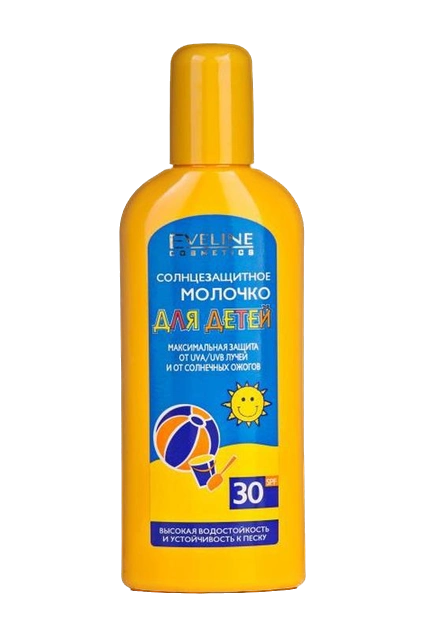 EVELINE
COSMETICS
СОЛНЦЕЗАЩИТНОЕ
МОЛОЧКО
ДЛЯ ДЕТЕЙ
МАКСИМАЛЬНАЯ ЗАЩИТА
ОТ UVA/UVB ЛУЧЕЙ
И ОТ СОЛНЕЧНЫХ ОЖОГОВ
30 SPF
ВЫСОКАЯ ВОДОСТОЙКОСТЬ
И УСТОЙЧИВОСТЬ К ПЕСКУ